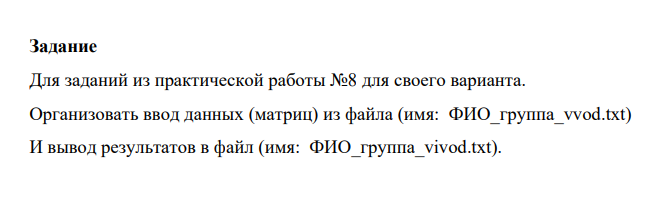 Задание
Для заданий из практической работы №8 для своего варианта.
Организовать ввод данных (матриц) из файла (имя:  ФИО_группа_vvod.txt)
И вывод результатов в файл (имя:  ФИО_группа_vivod.txt).